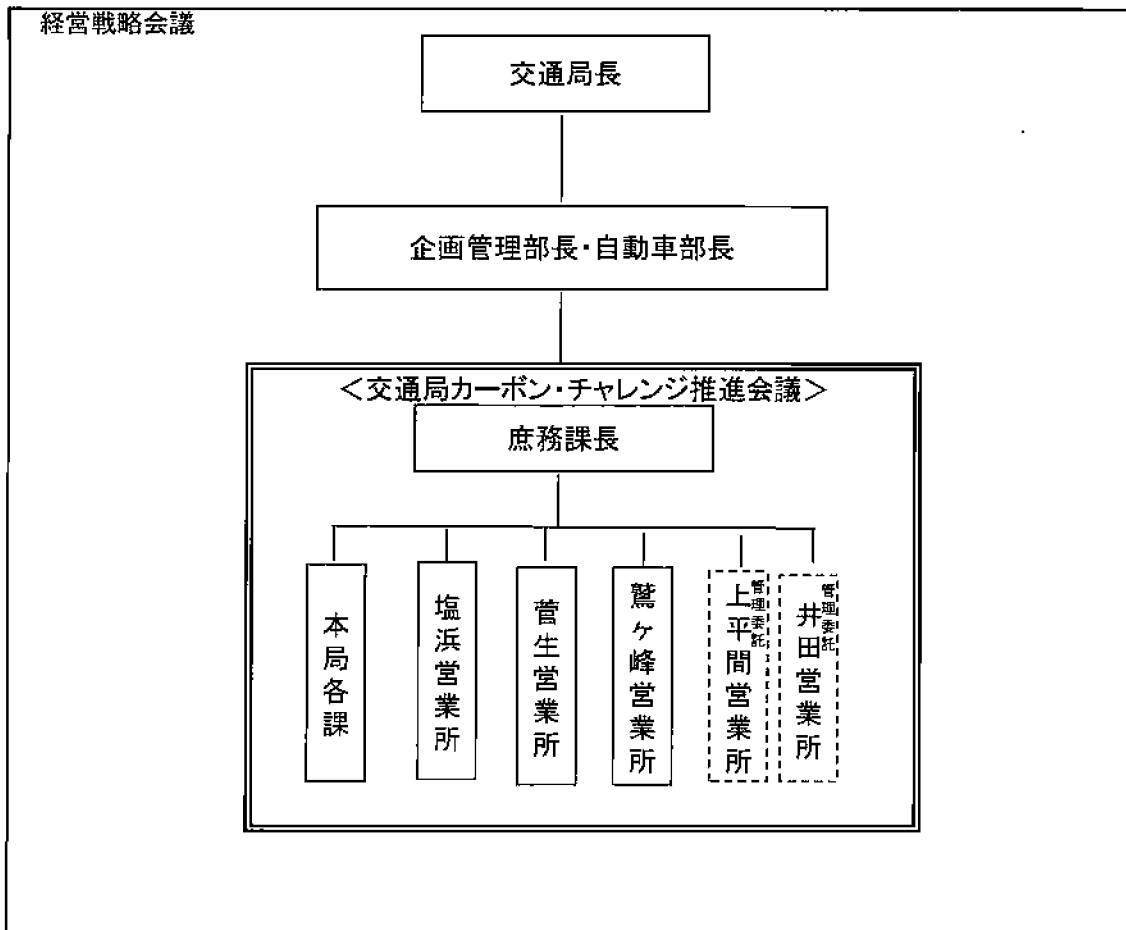 経営戦略会議
交通局長
企画管理部長・自動車部長
＜交通局カーボン・チャレンジ推進会議＞
庶務課長
本局各課
塩浜営業所
菅生営業所
鷲ヶ峰営業所
上平間営業所
管理委託
井田営業所
管理委託